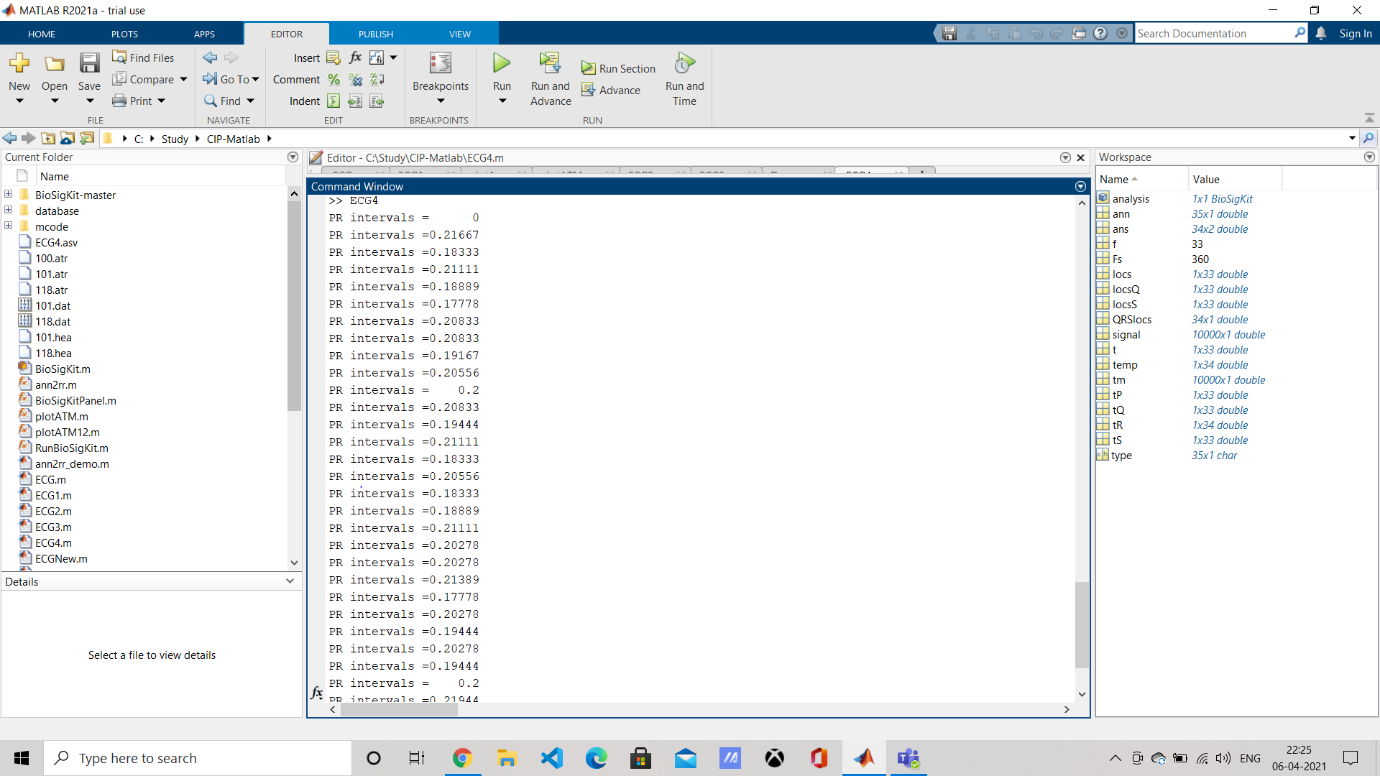 MATLAB R2021a - trial use
HOME PLOTS APPS EDITOR PUBLISH VIEW
Search Documentation
Sign In
New
Open
Save
Find Files
Compare
Print
FILE
Go To
Find
NAVIGATE
Insert
Comment
Indent
EDIT
Breakpoints
BREAKPOINTS
Run
Run and
Advance
Run Section
Advance
Run and
Time
RUN
C: Study CIP-Matlab
Current Folder
Name
BioSigKit-master
database
mcode
ECG4.asv
100.atr
101.atr
118.atr
101.dat
118.dat
101.hea
118.hea
BioSigKit.m
ann2rr.m
BioSigKitPanel.m
plotATM.m
plotATM12.m
RunBioSigKit.m
ann2rr_demo.m
ECG.m
ECG1.m
ECG2.m
ECG3.m
ECG4.m
ECGNew.m
Details
Select a file to view details
Editor - C:\Study\CIP-Matlab\ECG4.m
Command Window
>> ECG4
PR intervals =      0
PR intervals =0.21667
PR intervals =0.18333
PR intervals =0.21111
PR intervals =0.18889
PR intervals =0.17778
PR intervals =0.20833
PR intervals =0.20833
PR intervals =0.19167
PR intervals =0.20556
PR intervals =    0.2
PR intervals =0.20833
PR intervals =0.19444
PR intervals =0.21111
PR intervals =0.18333
PR intervals =0.20556
PR intervals =0.18333
PR intervals =0.18889
PR intervals =0.21111
PR intervals =0.20278
PR intervals =0.20278
PR intervals =0.21389
PR intervals =0.17778
PR intervals =0.20278
PR intervals =0.19444
PR intervals =0.20278
PR intervals =0.19444
PR intervals =    0.2
PR intervals =0.21944
fx
Workspace
Name Value
analysis 1x1 BioSigKit
ann 35x1 double
ans 34x2 double
f 33
Fs 360
locs 1x33 double
locsQ 1x33 double
locsS 1x33 double
QRSlocs 34x1 double
signal 10000x1 double
t 1x33 double
temp 1x34 double
tm 10000x1 double
tP 1x33 double
tQ 1x33 double
tR 1x34 double
tS 1x33 double
type 35x1 char
Type here to search
ENG
22:25
06-04-2021